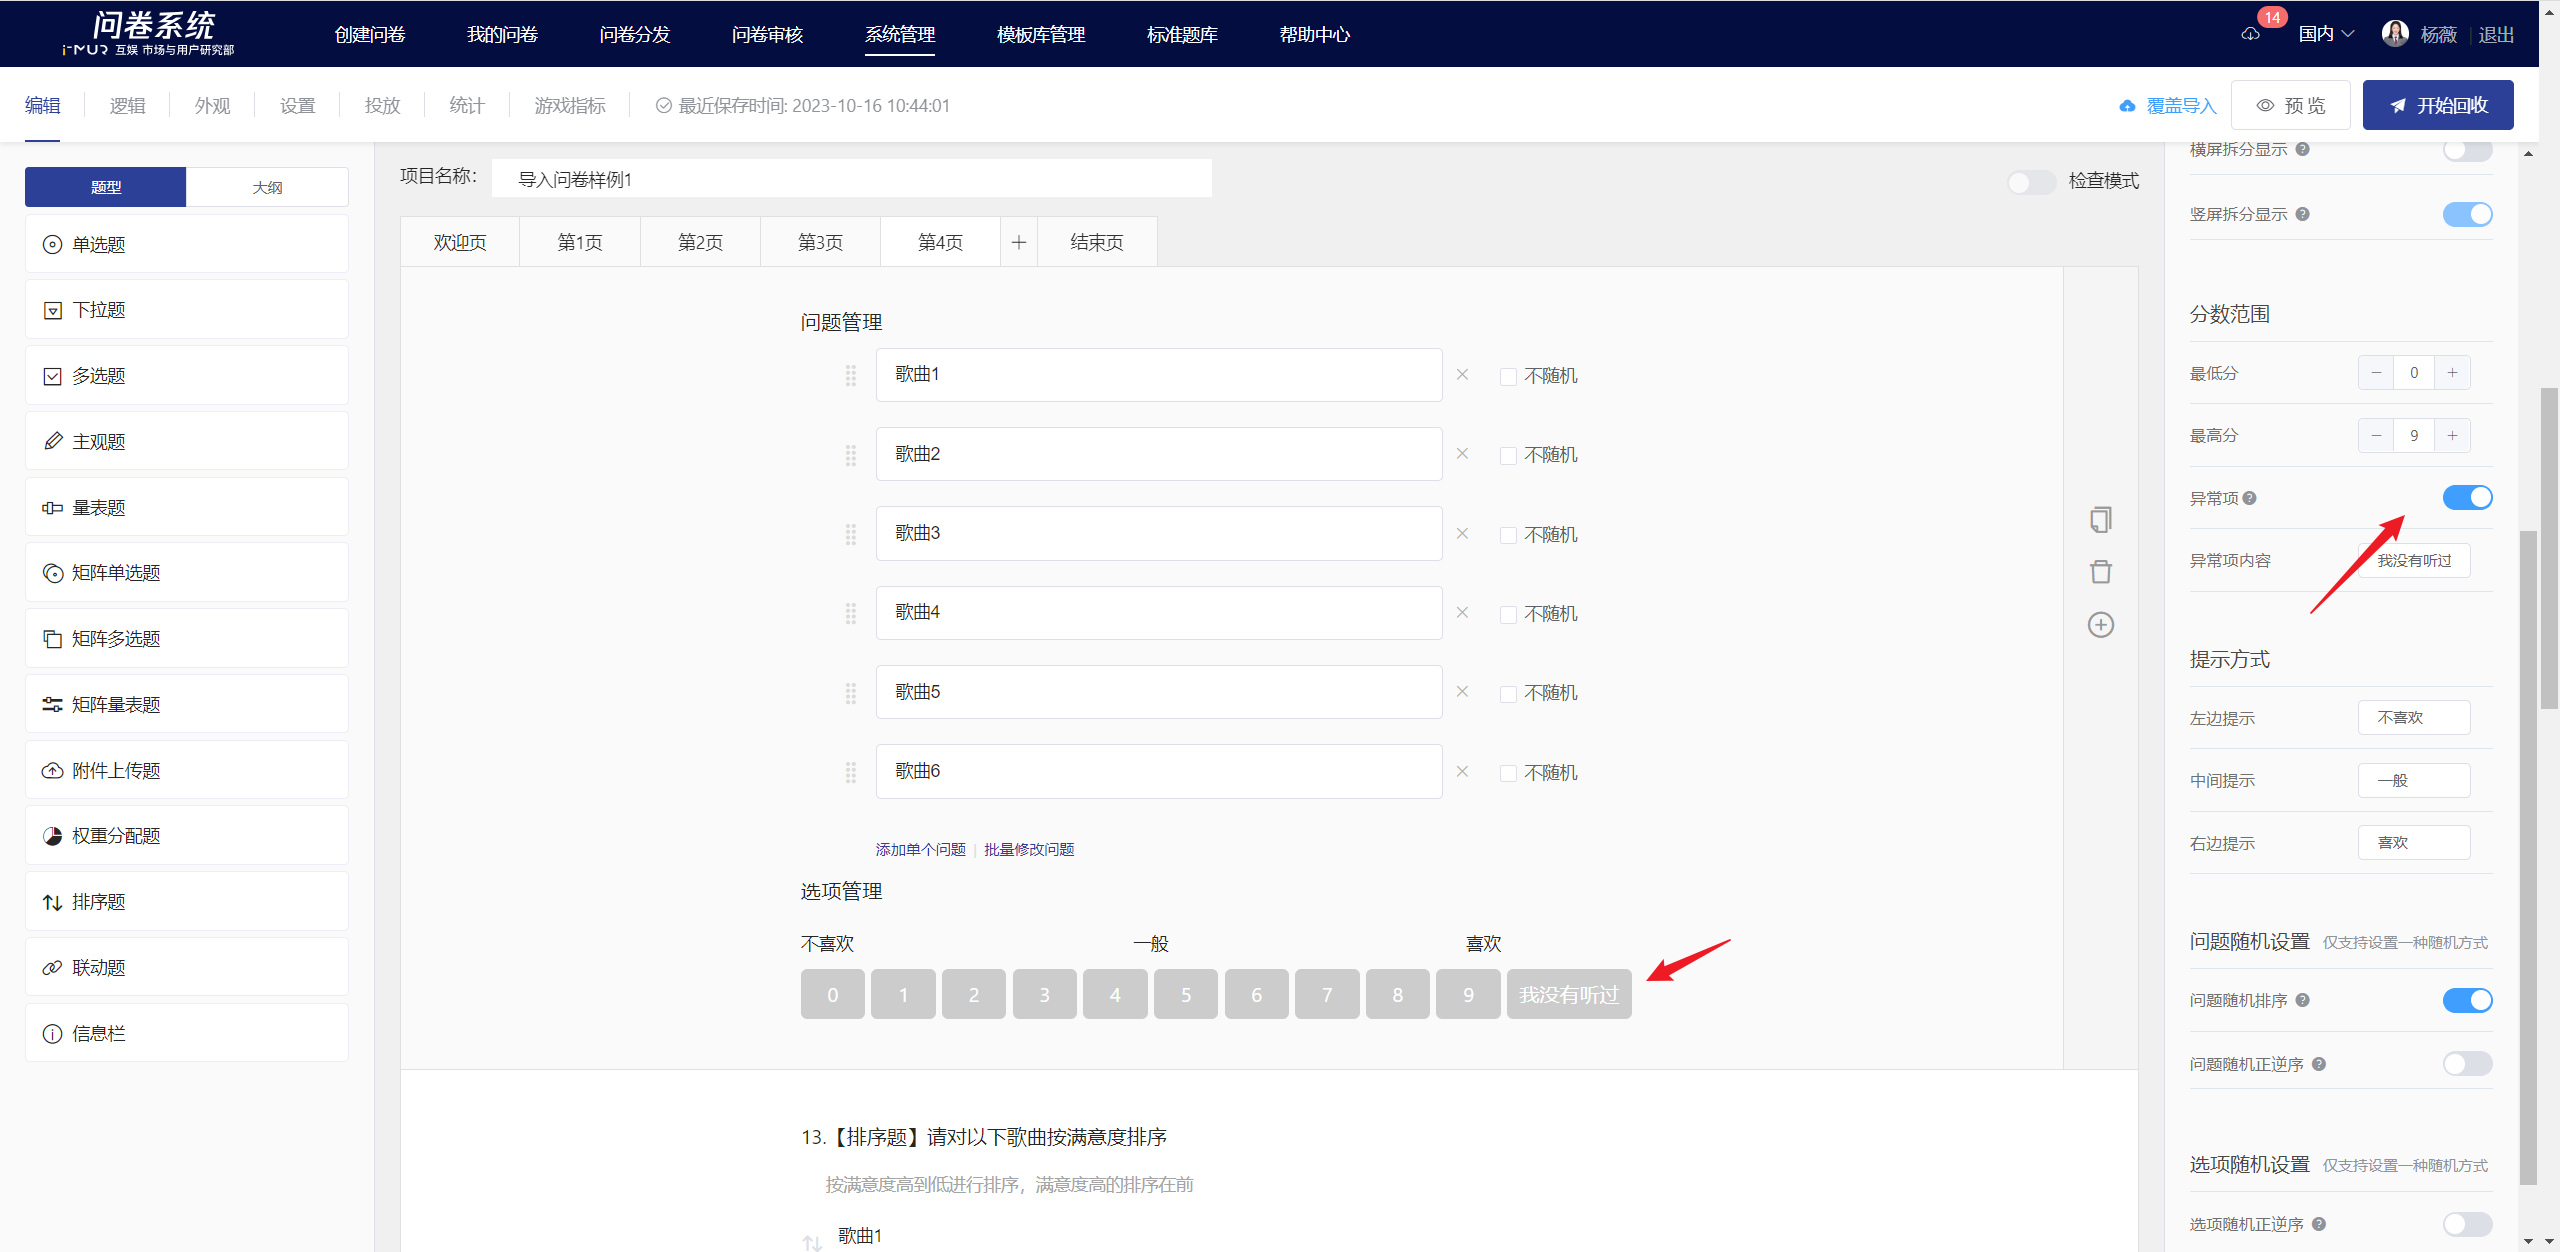 问卷系统
i-MUR 互娱 市场与用户研究部
创建问卷 我的问卷 问卷分发 问卷审核 系统管理 模板库管理 标准题库 帮助中心
14
国内 杨薇 退出
编辑 逻辑 外观 设置 投放 统计 游戏指标 最近保存时间: 2023-10-16 10:44:01
覆盖导入 预览 开始回收
题型 大纲
单选题
下拉题
多选题
主观题
量表题
矩阵单选题
矩阵多选题
矩阵量表题
附件上传题
权重分配题
排序题
联动题
信息栏
项目名称: 导入问卷样例1
检查模式
欢迎页 第1页 第2页 第3页 第4页 + 结束页
问题管理
歌曲1 × 不随机
歌曲2 × 不随机
歌曲3 × 不随机
歌曲4 × 不随机
歌曲5 × 不随机
歌曲6 × 不随机
添加单个问题 | 批量修改问题
选项管理
不喜欢 一般 喜欢
0 1 2 3 4 5 6 7 8 9 我没有听过
13.【排序题】请对以下歌曲按满意度排序
按满意度高到低进行排序，满意度高的排序在前
歌曲1
横屏拆分显示
竖屏拆分显示
分数范围
最低分 − 0 +
最高分 − 9 +
异常项
异常项内容 我没有听过
提示方式
左边提示 不喜欢
中间提示 一般
右边提示 喜欢
问题随机设置 仅支持设置一种随机方式
问题随机排序
问题随机正逆序
选项随机设置 仅支持设置一种随机方式
选项随机正逆序